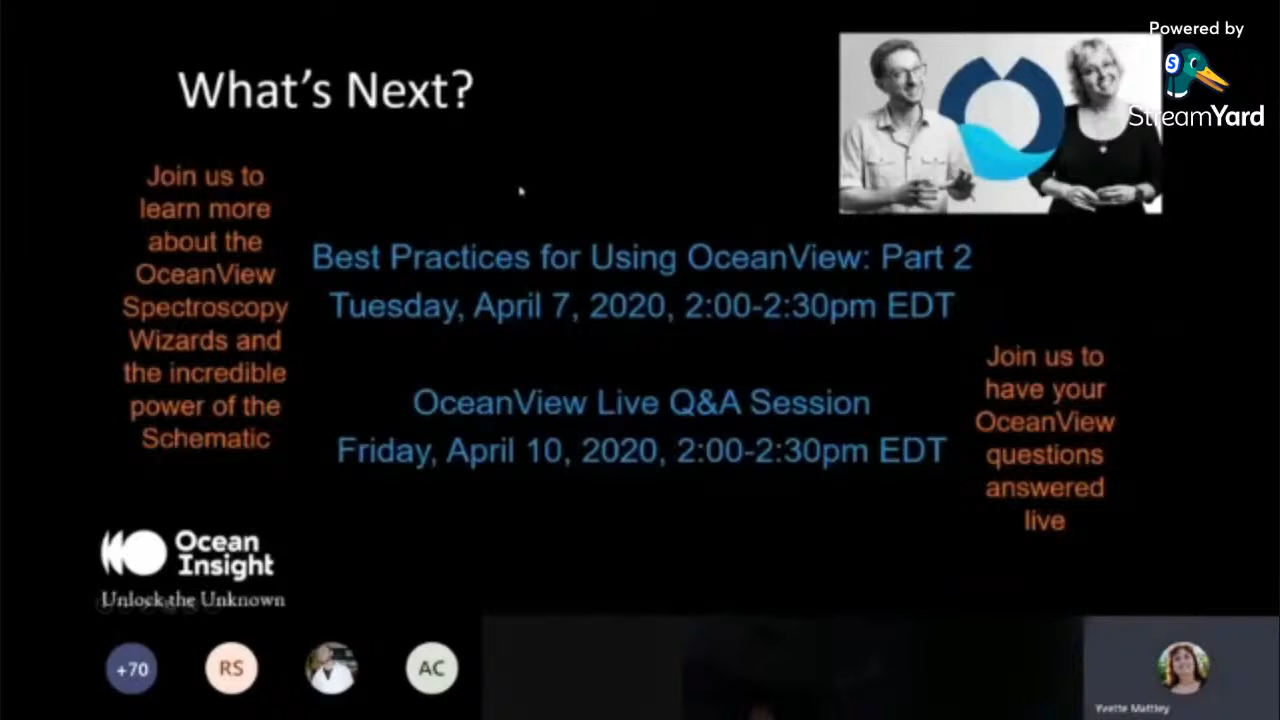 Powered by
StreamYard
What's Next?
Join us to
learn more
about the
OceanView
Spectroscopy
Wizards and
the incredible
power of the
Schematic
Best Practices for Using OceanView: Part 2
Tuesday, April 7, 2020, 2:00-2:30pm EDT
OceanView Live Q&A Session
Friday, April 10, 2020, 2:00-2:30pm EDT
Join us to
have your
OceanView
questions
answered
live
Ocean
Insight
Unlock the Unknown
+70
RS
AC
Yvette Mattley